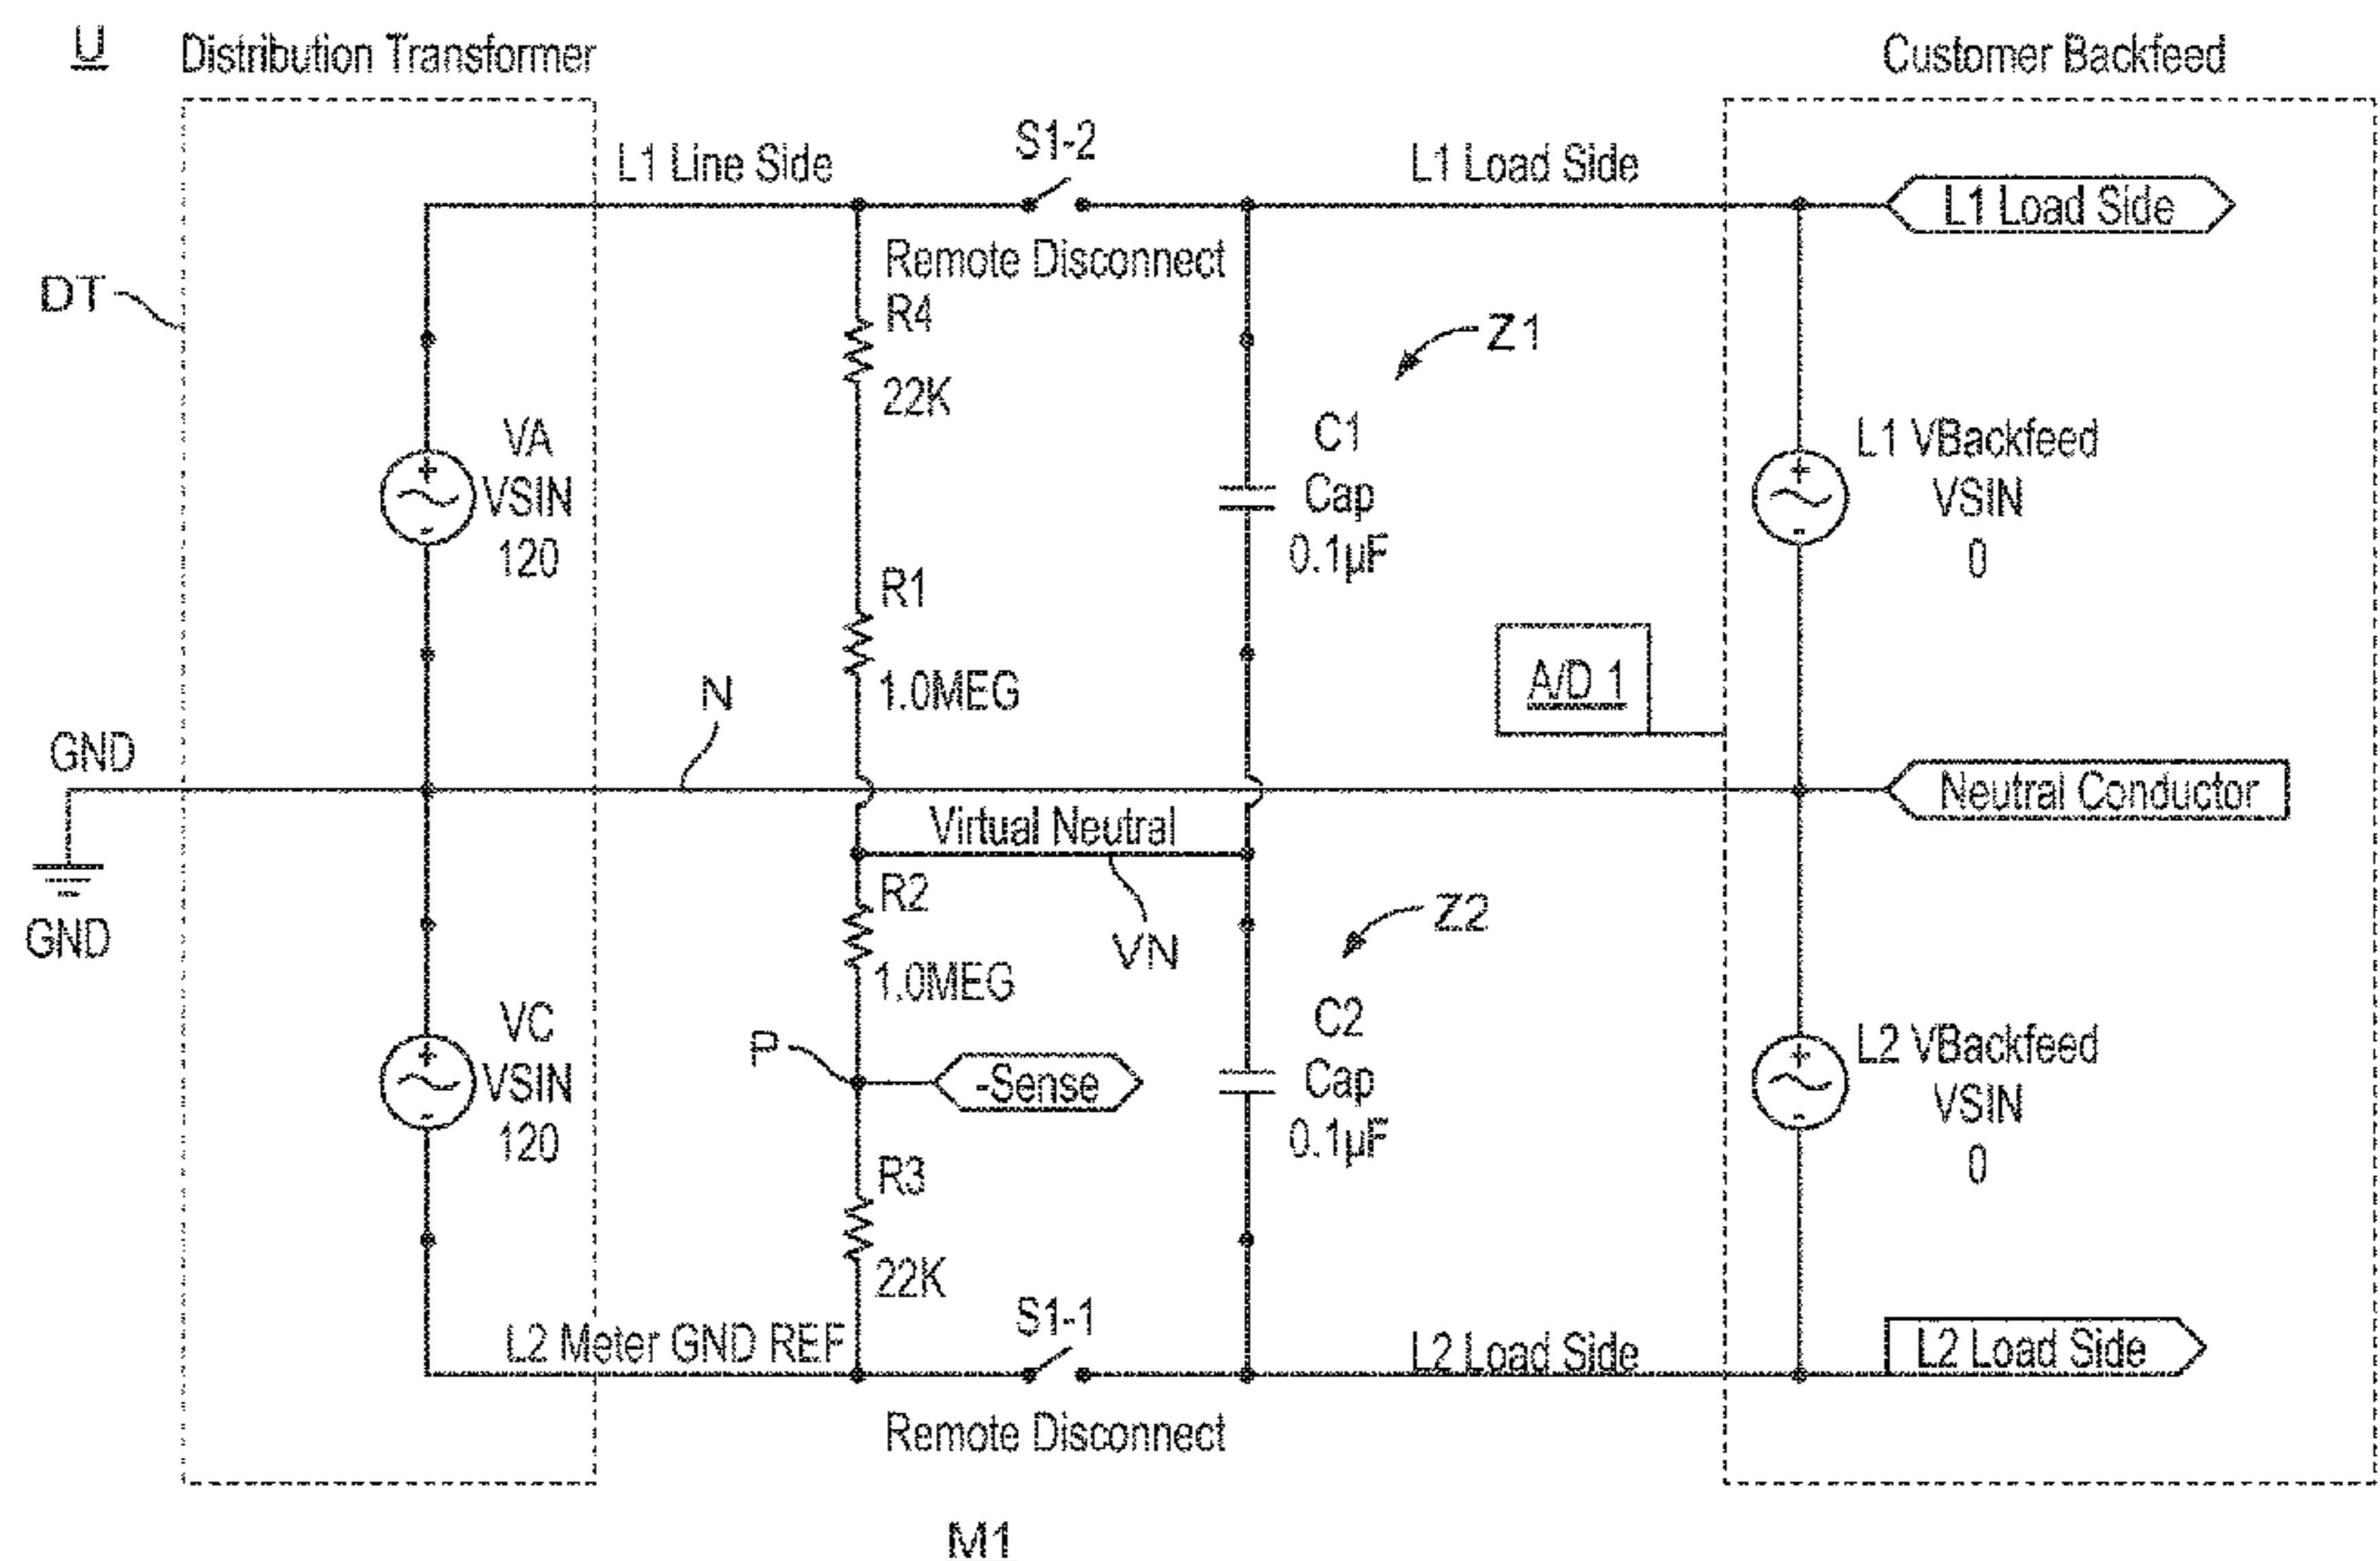 U
Distribution Transformer
Customer Backfeed
S1-2
L1 Line Side
L1 Load Side
L1 Load Side
Remote Disconnect
DT
R4
22K
Z1
VA
VSIN
120
C1
Cap
0.1µF
L1 VBackfeed
VSIN
0
R1
1.0MEG
A/D 1
N
GND
Neutral Conductor
Virtual Neutral
GND
R2
1.0MEG
VN
Z2
VC
VSIN
120
P
-Sense
C2
Cap
0.1µF
L2 VBackfeed
VSIN
0
R3
22K
S1-1
L2 Meter GND REF
L2 Load Side
L2 Load Side
Remote Disconnect
M1